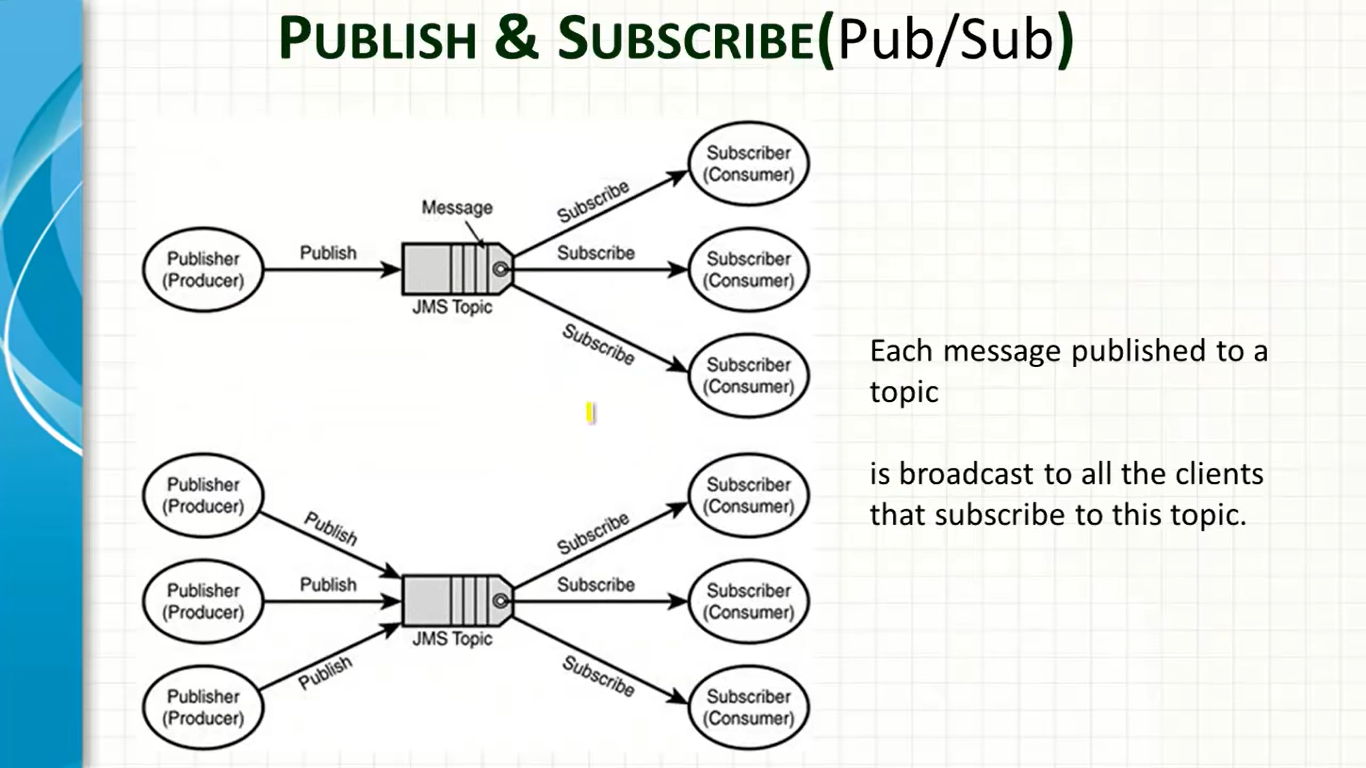 PUBLISH & SUBSCRIBE(Pub/Sub)
Subscriber
(Consumer)
Message
Subscribe
Publisher
(Producer)
Publish
Subscribe
Subscriber
(Consumer)
JMS Topic
Subscribe
Subscriber
(Consumer)
Each message published to a
topic
is broadcast to all the clients
that subscribe to this topic.
Publisher
(Producer)
Publish
Subscribe
Subscriber
(Consumer)
Publisher
(Producer)
Publish
Subscribe
Subscriber
(Consumer)
JMS Topic
Publisher
(Producer)
Publish
Subscribe
Subscriber
(Consumer)